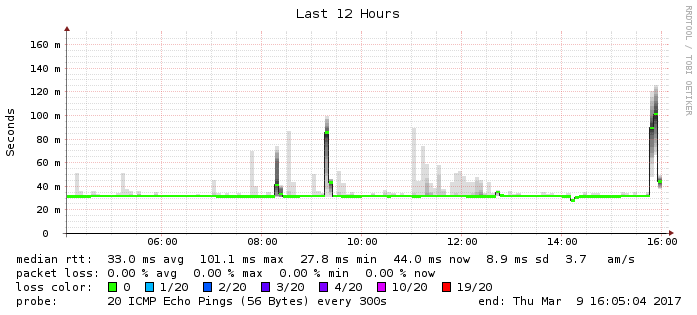 Last 12 Hours
RRDTOOL / TOBI OETIKER
Seconds
160 m
140 m
120 m
100 m
80 m
60 m
40 m
20 m
0
06:00 08:00 10:00 12:00 14:00 16:00
median rtt: 33.0 ms avg 101.1 ms max 27.8 ms min 44.0 ms now 8.9 ms sd 3.7 am/s
packet loss: 0.00 % avg 0.00 % max 0.00 % min 0.00 % now
loss color: 0 1/20 2/20 3/20 4/20 10/20 19/20
probe: 20 ICMP Echo Pings (56 Bytes) every 300s end: Thu Mar 9 16:05:04 2017